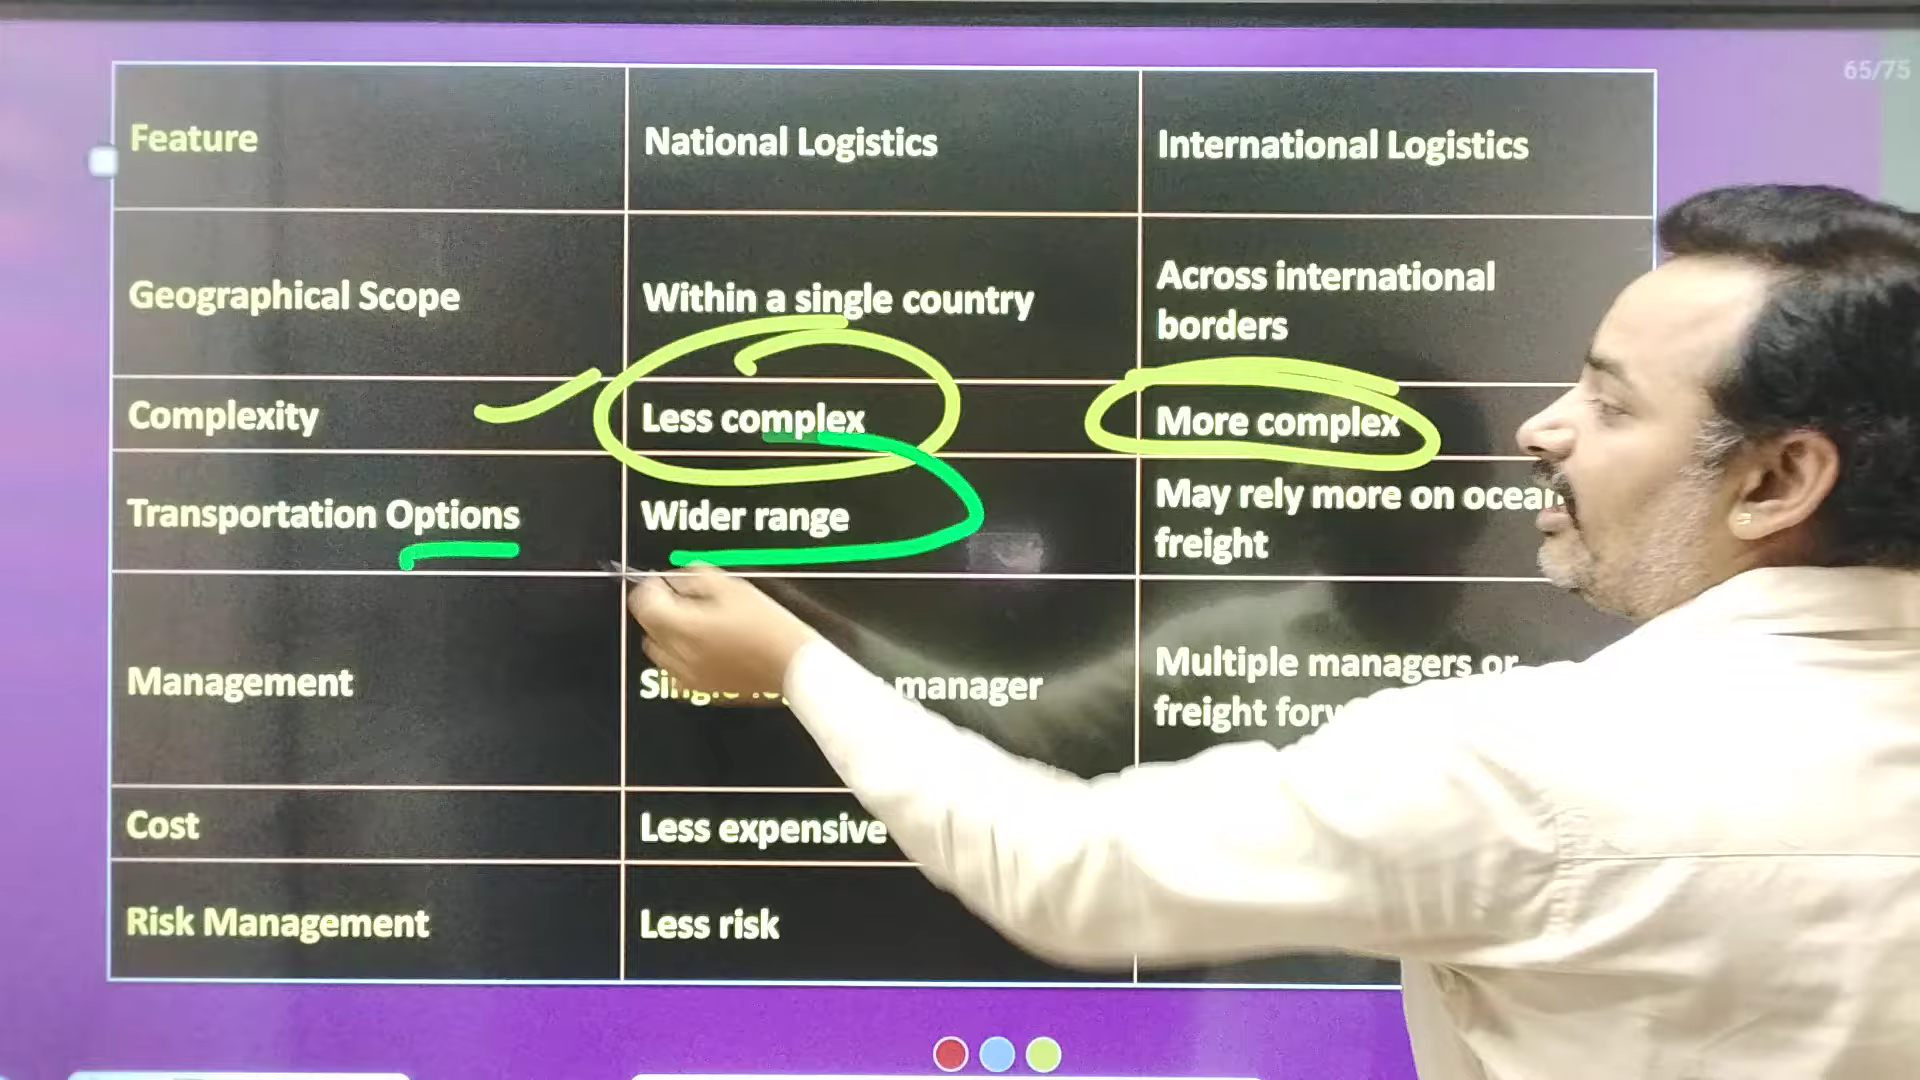 65/75
Feature
National Logistics
International Logistics
Geographical Scope
Within a single country
Across international
borders
Complexity
Less complex
More complex
Transportation Options
Wider range
May rely more on ocean
freight
Management
manager
Multiple managers or
freight
Cost
Less expensive
Risk Management
Less risk